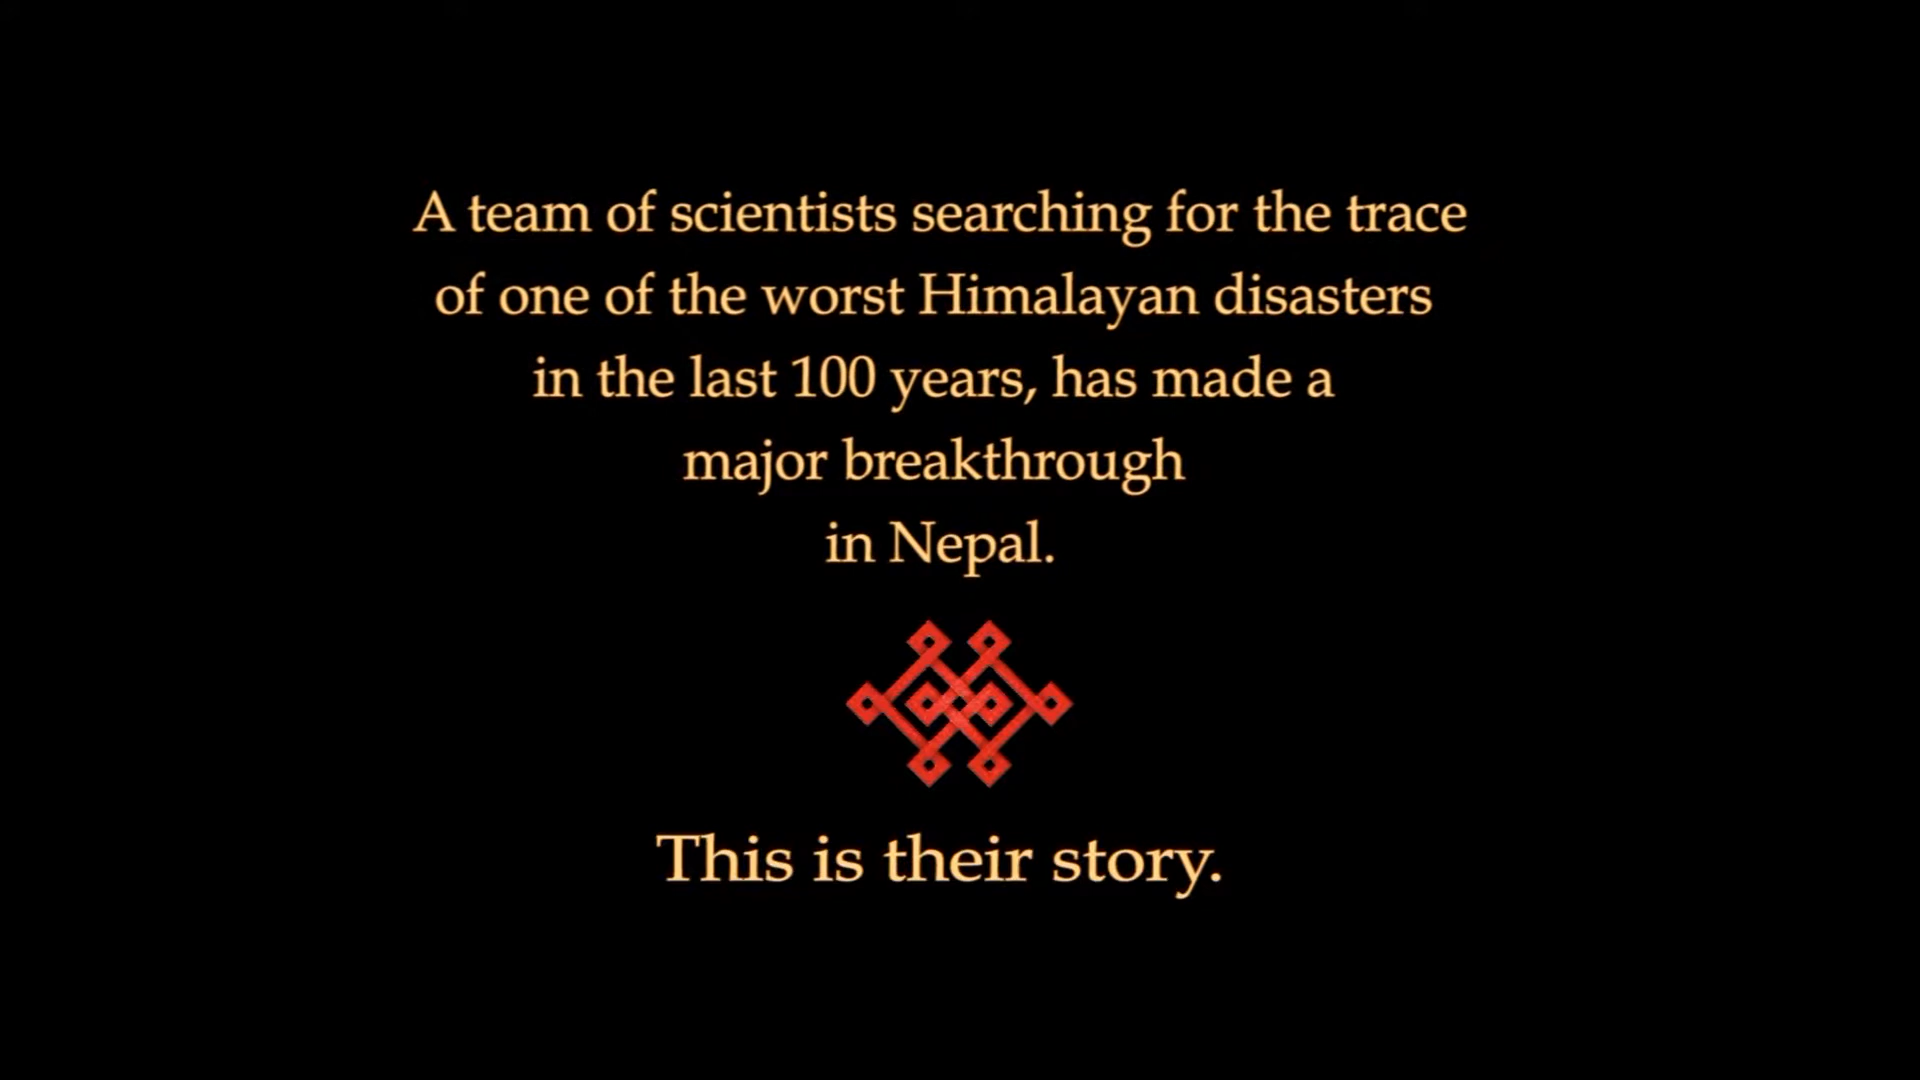 A team of scientists searching for the trace
of one of the worst Himalayan disasters
in the last 100 years, has made a
major breakthrough
in Nepal.
This is their story.